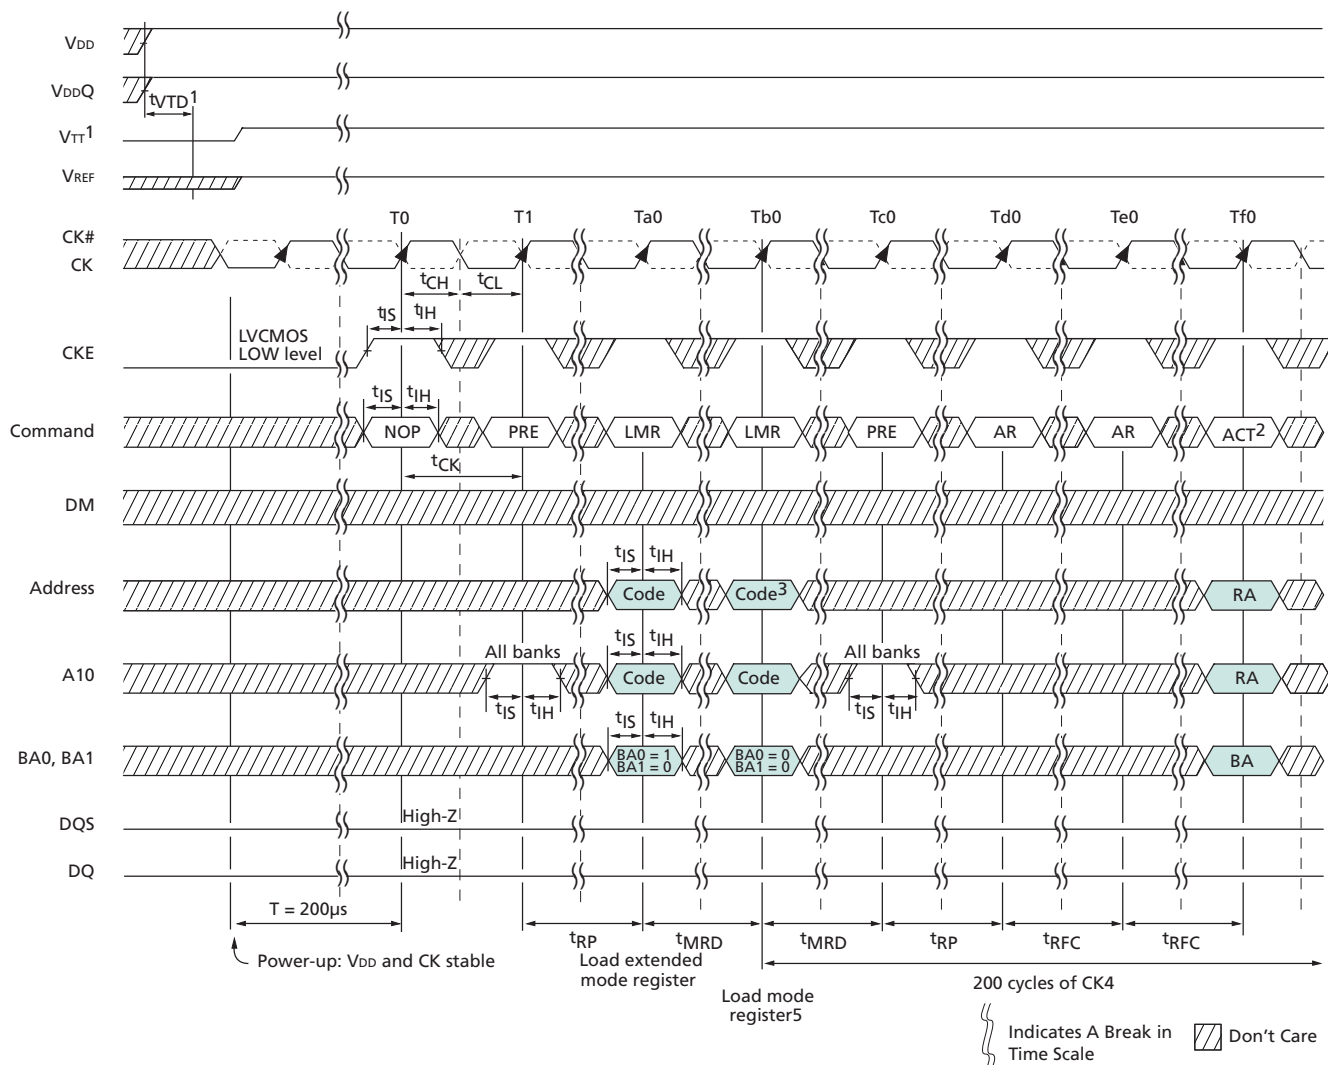 VDD
VDDQ
tVTD1
VTT1
VREF
T0 T1 Ta0 Tb0 Tc0 Td0 Te0 Tf0
CK#
CK
tCH tCL
tIS tIH
LVCMOS
LOW level
CKE
tIS tIH
Command NOP PRE LMR LMR PRE AR AR ACT2
tCK
DM
tIS tIH
Address Code Code3 RA
All banks tIS tIH All banks
A10 Code Code RA
tIS tIH tIS tIH
tIS tIH
BA0, BA1 BA0 = 1 BA0 = 0 BA
BA1 = 0 BA1 = 0
DQS High-Z
DQ High-Z
T = 200µs
tRP tMRD tMRD tRP tRFC tRFC
Power-up: VDD and CK stable
Load extended
mode register
200 cycles of CK4
Load mode
register5
Indicates A Break in
Time Scale
Don't Care